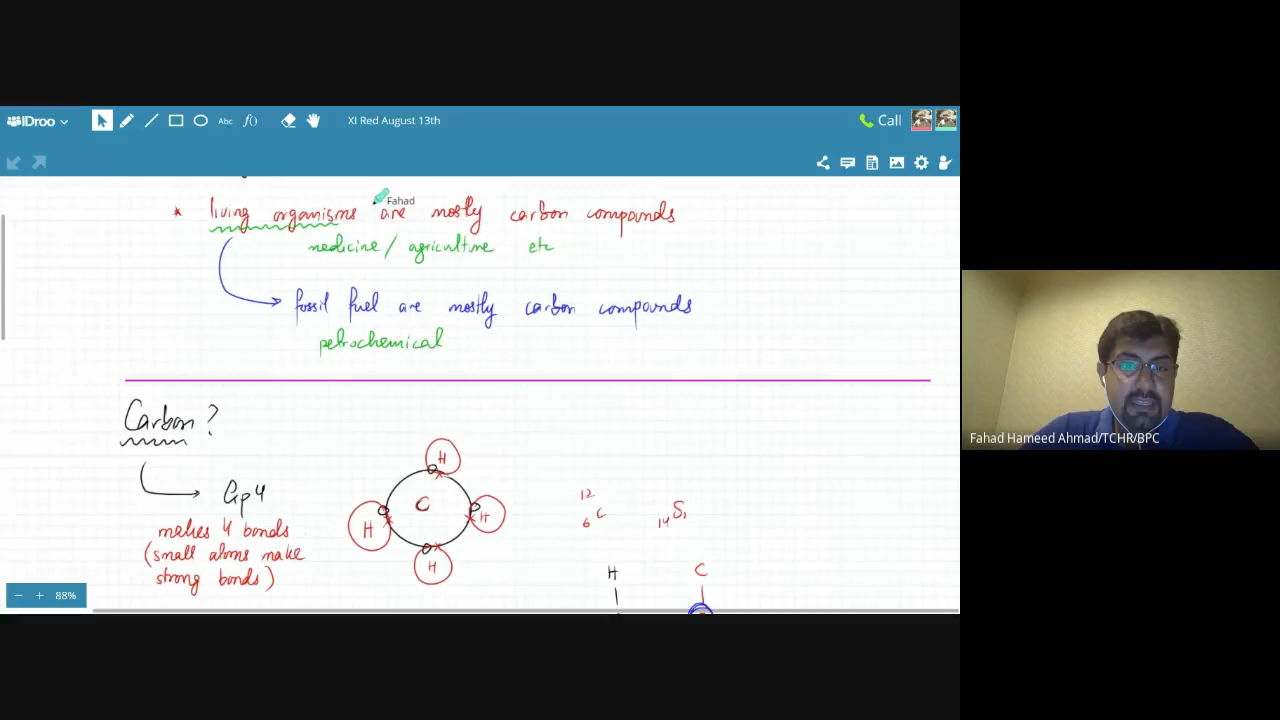 IDroo
Abc f()
XI Red August 13th
Call
Fahad
* living organisms are mostly carbon compounds
medicine / agriculture etc
fossil fuel are mostly carbon compounds
petrochemical
Carbon ?
Gp 4
makes 4 bonds
(small atoms make
strong bonds)
H
H C H
H
12
6 C
14 Si
H C
88%
Fahad Hameed Ahmad/TCHR/BPC